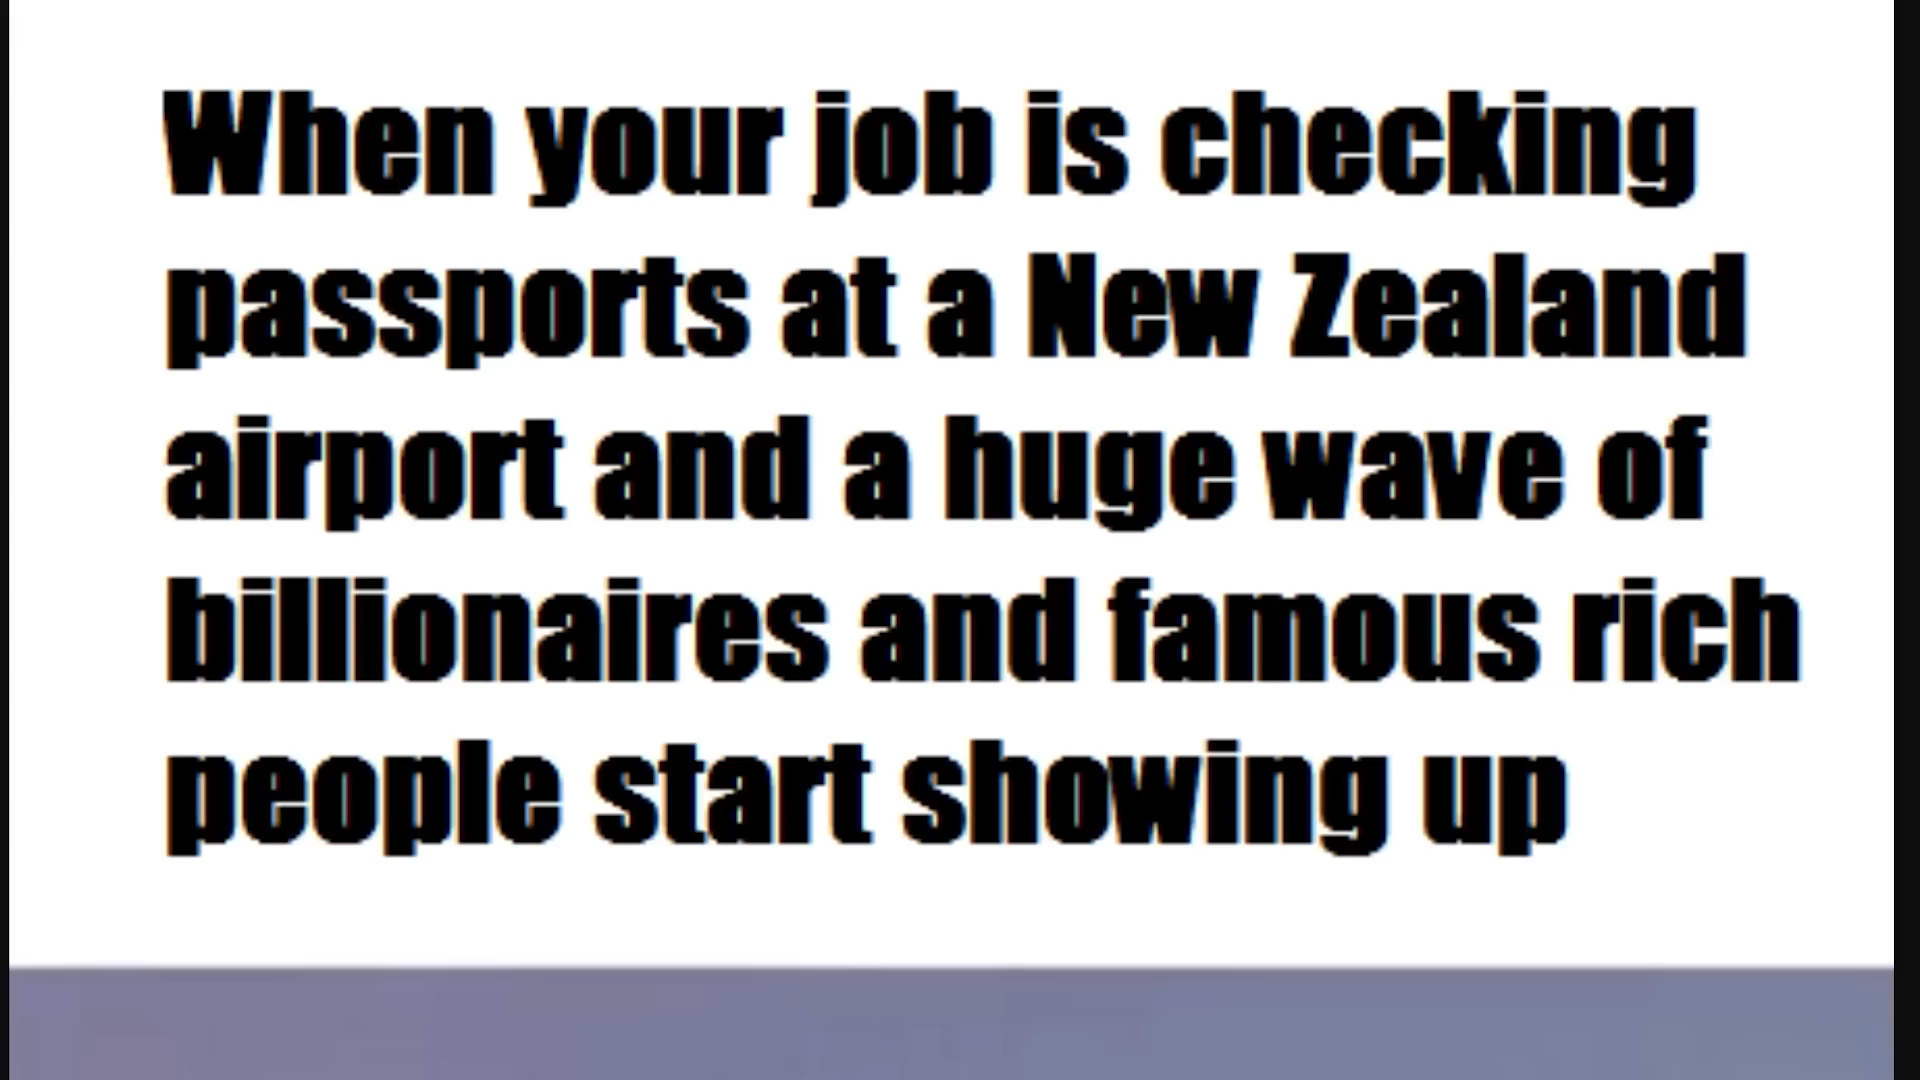 When your job is checking
passports at a New Zealand
airport and a huge wave of
billionaires and famous rich
people start showing up